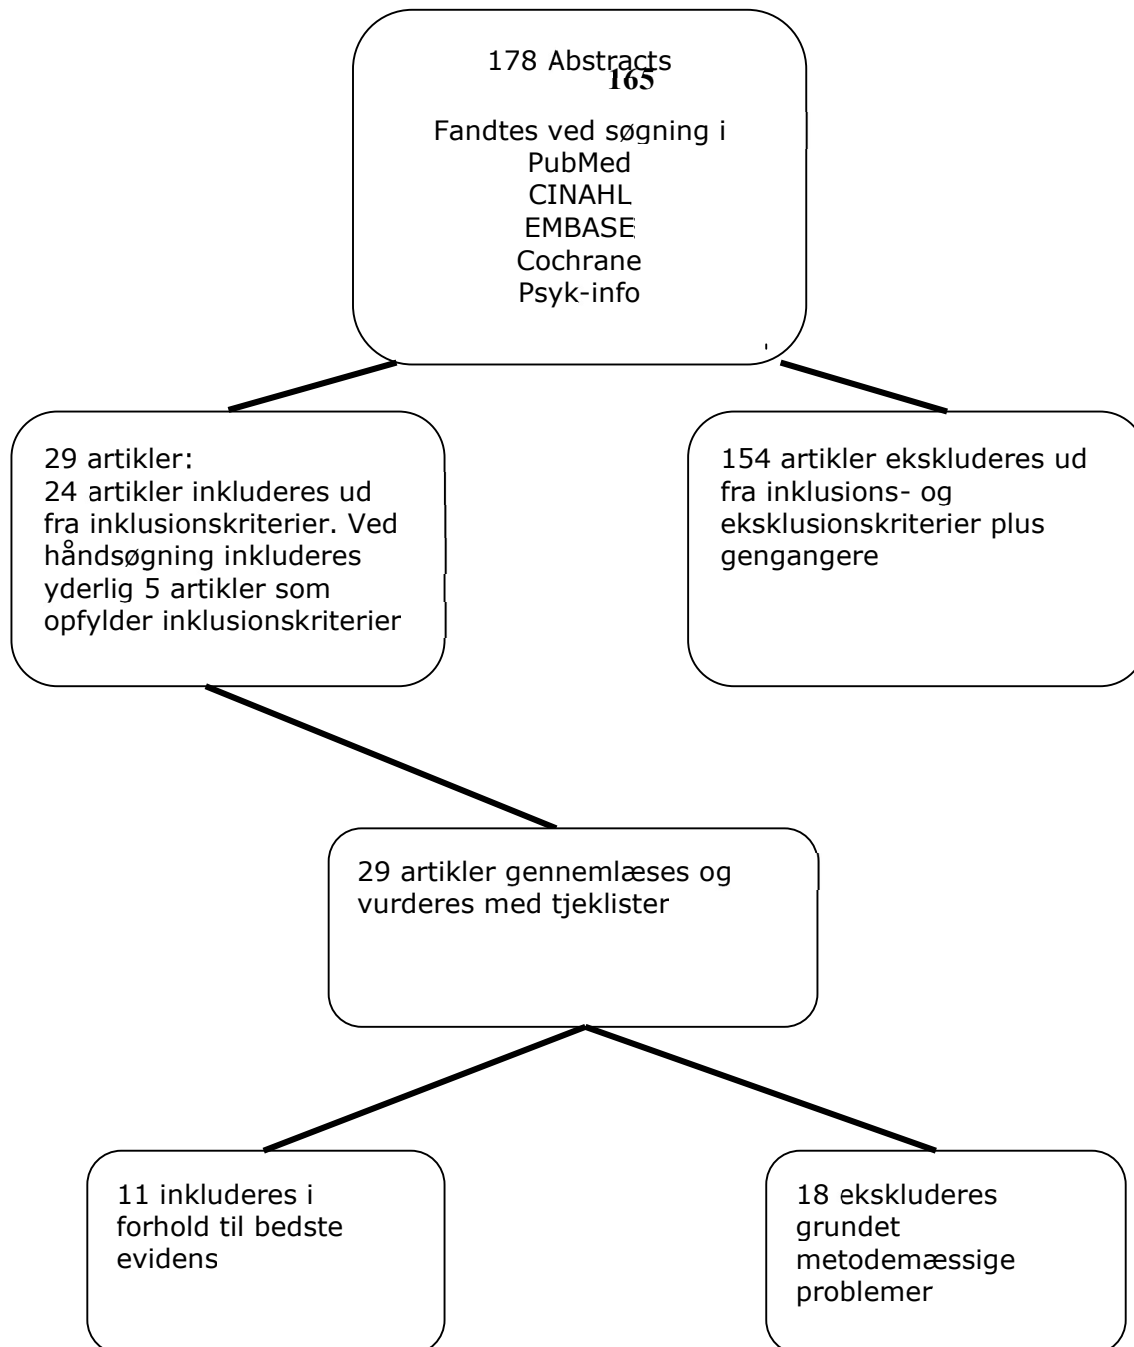 178 Abstracts
165
Fandtes ved søgning i
PubMed
CINAHL
EMBASE
Cochrane
Psyk-info
29 artikler:
24 artikler inkluderes ud
fra inklusionskriterier. Ved
håndsøgning inkluderes
yderlig 5 artikler som
opfylder inklusionskriterier
154 artikler ekskluderes ud
fra inklusions- og
eksklusionskriterier plus
gengangere
29 artikler gennemlæses og
vurderes med tjeklister
11 inkluderes i
forhold til bedste
evidens
18 ekskluderes
grundet
metodemæssige
problemer